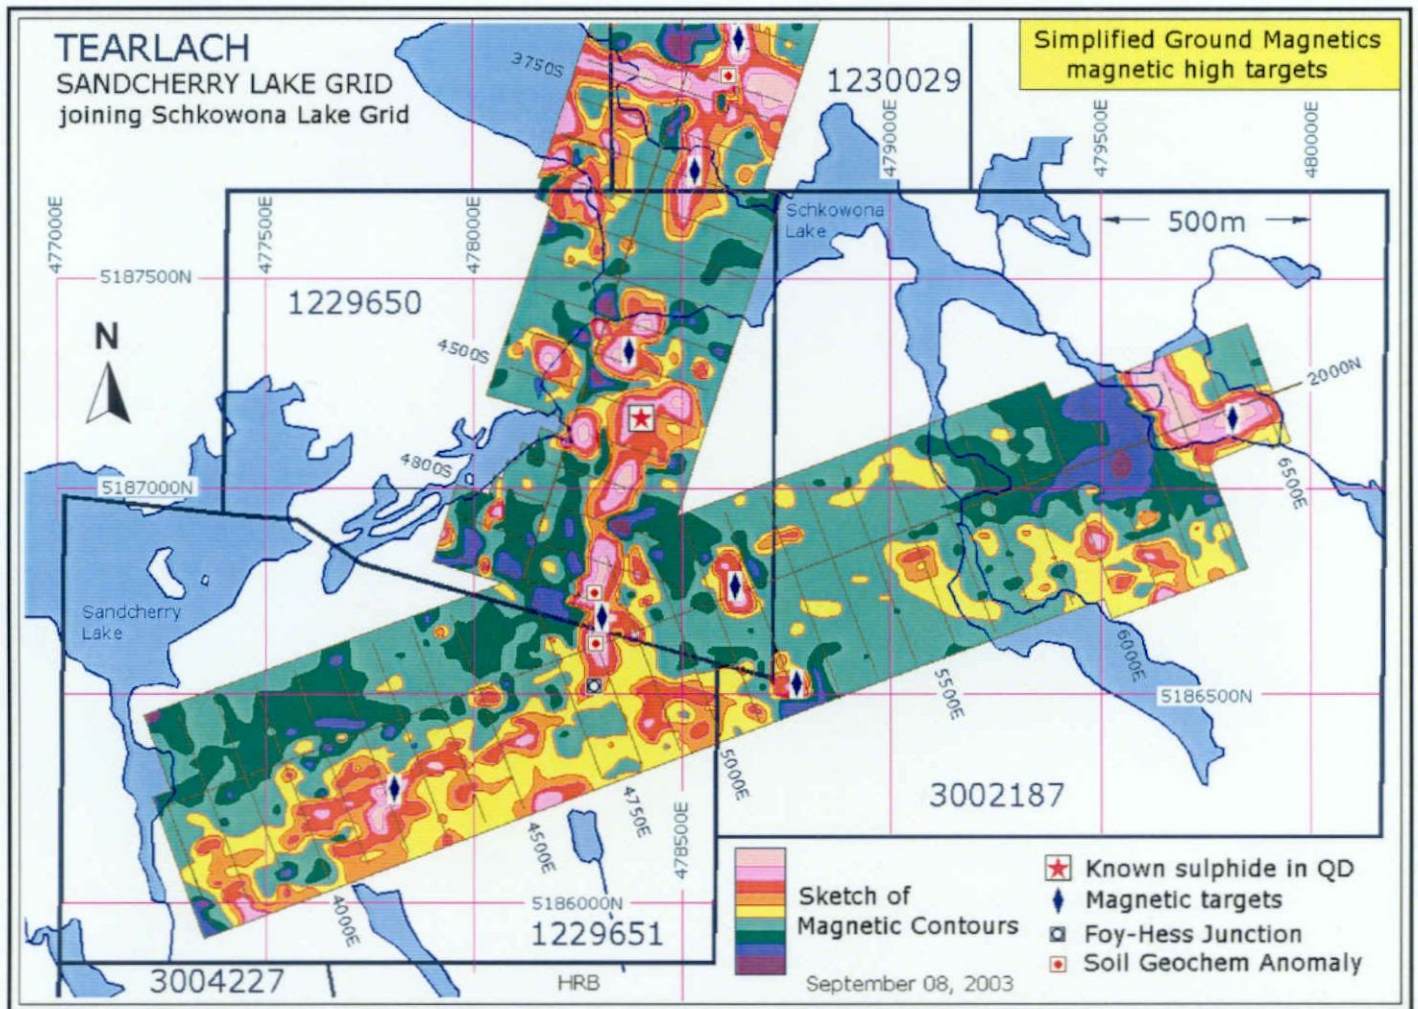 TEARLACH
SANDCHERRY LAKE GRID
joining Schkowona Lake Grid
Simplified Ground Magnetics
magnetic high targets
3750S
1230029
479000E
479500E
480000E
477000E
477500E
478000E
Schkowona
Lake
500m
5187500N
1229650
N
4500S
2000N
4800S
6500E
5187000N
Sandcherry
Lake
6000E
5500E
5186500N
5000E
4750E
4500E
478500E
3002187
4000E
5186000N
1229651
3004227
HRB
Sketch of
Magnetic Contours
September 08, 2003
Known sulphide in QD
Magnetic targets
Foy-Hess Junction
Soil Geochem Anomaly